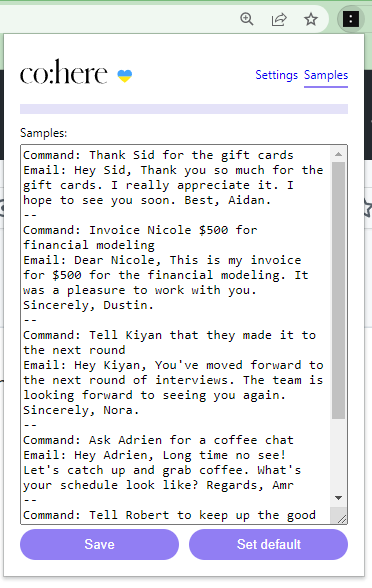 co:here
Settings Samples
Samples:
Command: Thank Sid for the gift cards
Email: Hey Sid, Thank you so much for the
gift cards. I really appreciate it. I
hope to see you soon. Best, Aidan.
--
Command: Invoice Nicole $500 for
financial modeling
Email: Dear Nicole, This is my invoice
for $500 for the financial modeling. It
was a pleasure to work with you.
Sincerely, Dustin.
--
Command: Tell Kiyan that they made it to
the next round
Email: Hey Kiyan, You've moved forward to
the next round of interviews. The team is
looking forward to seeing you again.
Sincerely, Nora.
--
Command: Ask Adrien for a coffee chat
Email: Hey Adrien, Long time no see!
Let's catch up and grab coffee. What's
your schedule look like? Regards, Amr
--
Command: Tell Robert to keep up the good
Save Set default